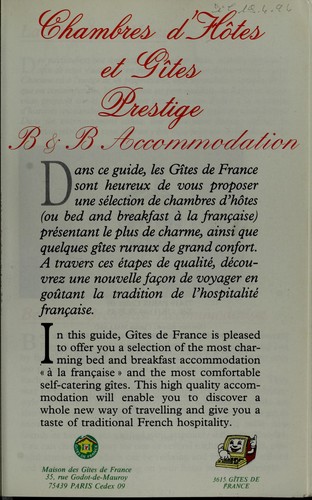 Chambres d'Hôtes
et Gîtes
Prestige
B & B Accommodation
Dans ce guide, les Gîtes de France
sont heureux de vous proposer
une sélection de chambres d'hôtes
(ou bed and breakfast à la française)
présentant le plus de charme, ainsi que
quelques gîtes ruraux de grand confort.
A travers ces étapes de qualité, décou-
vrez une nouvelle façon de voyager en
goûtant la tradition de l'hospitalité
française.
In this guide, Gîtes de France is pleased
to offer you a selection of the most char-
ming bed and breakfast accommodation
« à la française » and the most comfortable
self-catering gites. This high quality accom-
modation will enable you to discover a
whole new way of travelling and give you a
taste of traditional French hospitality.
Maison des Gîtes de France
35, rue Godot-de-Mauroy
75439 PARIS Cedex 09
3615 GÎTES DE
FRANCE